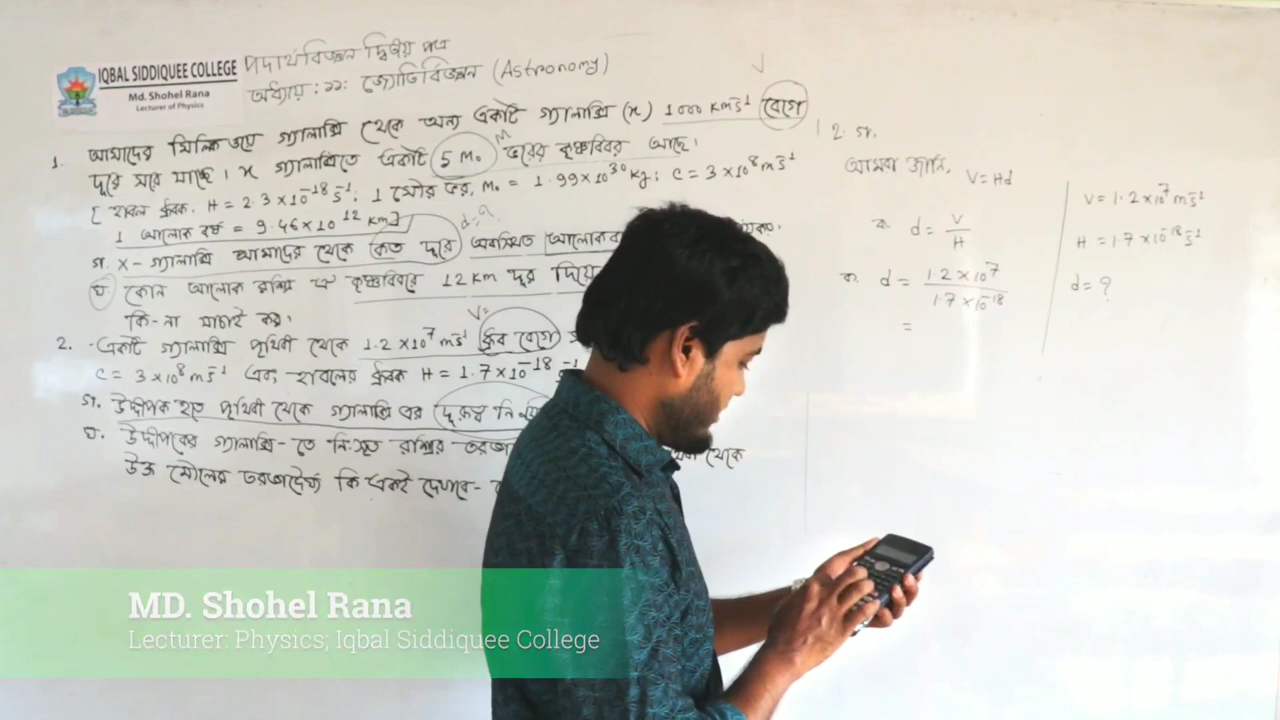 IQBAL SIDDIQUEE COLLEGE
Md. Shohel Rana
Lecturer of Physics
পদার্থবিজ্ঞান দ্বিতীয় পত্র
অধ্যায় : ১১: জ্যোতির্বিজ্ঞান (Astronomy)
1. আমাদের মিল্কিওয়ে গ্যালাক্সি থেকে অন্য একটি গ্যালাক্সি (x) 1000 kms⁻¹ বেগে
দূরে সরে যাচ্ছে। x গ্যালাক্সিতে একটি 5 M₀ ভরের কৃষ্ণবিবর আছে।
[হাবল ধ্রুবক, H = 2.3×10⁻¹⁸ s⁻¹; 1 সৌর ভর, M₀ = 1.99×10³⁰ kg; c = 3×10⁸ ms⁻¹
1 আলোক বর্ষ = 9.46×10¹² km]
d=?
গ. X- গ্যালাক্সি আমাদের থেকে কত দূরে অবস্থিত
ঘ. কোন আলোক রশ্মি ঐ কৃষ্ণবিবরে 12 km দূর দিয়ে
কি-না যাচাই কর।
V=
2. একটি গ্যালাক্সি পৃথিবী থেকে 1.2×10⁷ ms⁻¹ ধ্রুব বেগে
c = 3×10⁸ ms⁻¹ এবং হাবলের ধ্রুবক H = 1.7×10⁻¹⁸ s⁻¹
গ. উদ্দীপক হতে পৃথিবী থেকে গ্যালাক্সি এর দূরত্ব
ঘ. উদ্দীপকের গ্যালাক্সি-তে নিঃসৃত রশ্মির
থেকে
উক্ত মৌলের তরঙ্গদৈর্ঘ্য কি একই দেখাবে-
2. গ.
আমরা জানি,
V = Hd
বা, d = V/H
বা, d = 1.2×10⁷/1.7×10⁻¹⁸
=
V = 1.2×10⁷ ms⁻¹
H = 1.7×10⁻¹⁸ s⁻¹
d = ?
MD. Shohel Rana
Lecturer: Physics; Iqbal Siddiquee College